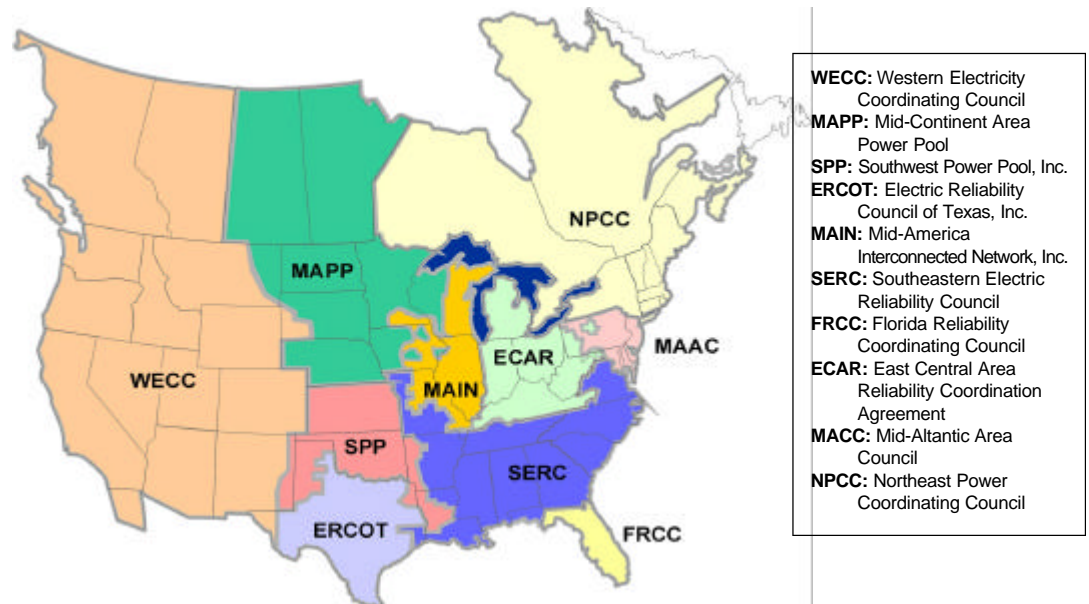 NPCC
MAPP
MAAC
ECAR
WECC
MAIN
SPP
SERC
ERCOT
FRCC
WECC: Western Electricity
Coordinating Council
MAPP: Mid-Continent Area
Power Pool
SPP: Southwest Power Pool, Inc.
ERCOT: Electric Reliability
Council of Texas, Inc.
MAIN: Mid-America
Interconnected Network, Inc.
SERC: Southeastern Electric
Reliability Council
FRCC: Florida Reliability
Coordinating Council
ECAR: East Central Area
Reliability Coordination
Agreement
MACC: Mid-Altantic Area
Council
NPCC: Northeast Power
Coordinating Council